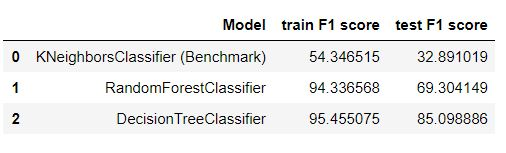 Model train F1 score test F1 score
0 KNeighborsClassifier (Benchmark) 54.346515 32.891019
1 RandomForestClassifier 94.336568 69.304149
2 DecisionTreeClassifier 95.455075 85.098886